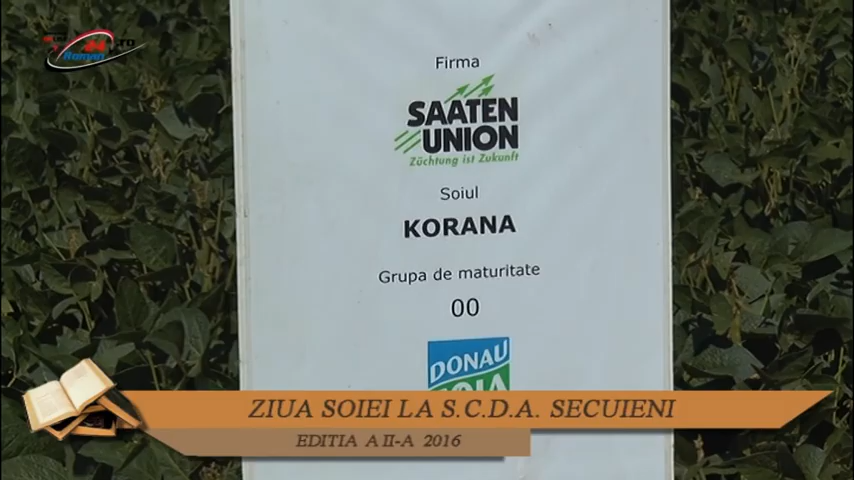 Firma
SAATEN
UNION
Züchtung ist Zukunft
Soiul
KORANA
Grupa de maturitate
00
DONAU
SOIA
ZIUA SOIEI LA S.C.D.A. SECUIENI
EDITIA A II-A 2016